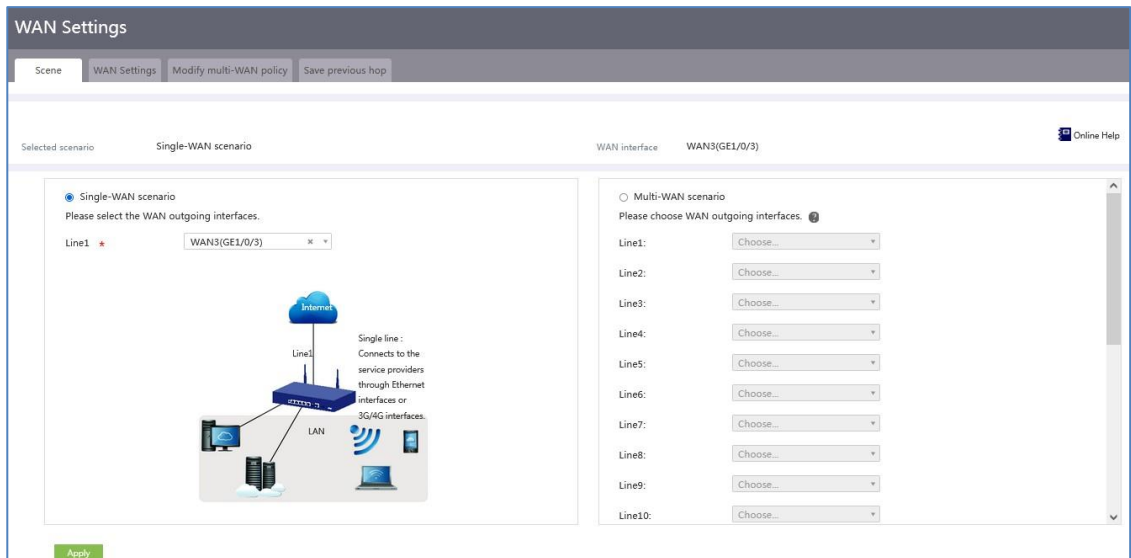 WAN Settings
Scene
WAN Settings
Modify multi-WAN policy
Save previous hop
Online Help
Selected scenario
Single-WAN scenario
WAN interface
WAN3(GE1/0/3)
Single-WAN scenario
Please select the WAN outgoing interfaces.
Line1 *
WAN3(GE1/0/3)
Internet
Line1
Single line :
Connects to the
service providers
through Ethernet
interfaces or
3G/4G interfaces.
LAN
Multi-WAN scenario
Please choose WAN outgoing interfaces.
Line1: Choose...
Line2: Choose...
Line3: Choose...
Line4: Choose...
Line5: Choose...
Line6: Choose...
Line7: Choose...
Line8: Choose...
Line9: Choose...
Line10: Choose...
Apply